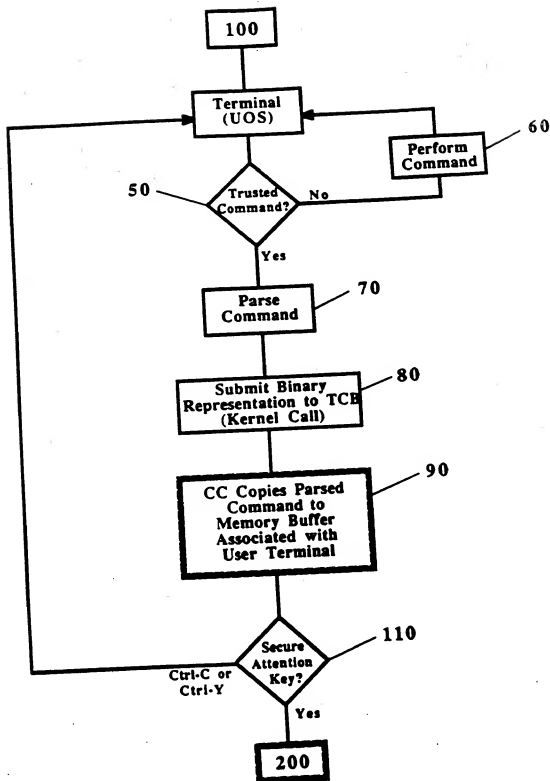 100
Terminal
(UOS)
60
Perform
Command
50
Trusted
Command?
No
Yes
70
Parse
Command
80
Submit Binary
Representation to TCB
(Kernel Call)
90
CC Copies Parsed
Command to
Memory Buffer
Associated with
User Terminal
110
Secure
Attention
Key?
Ctrl-C or
Ctrl-Y
Yes
200